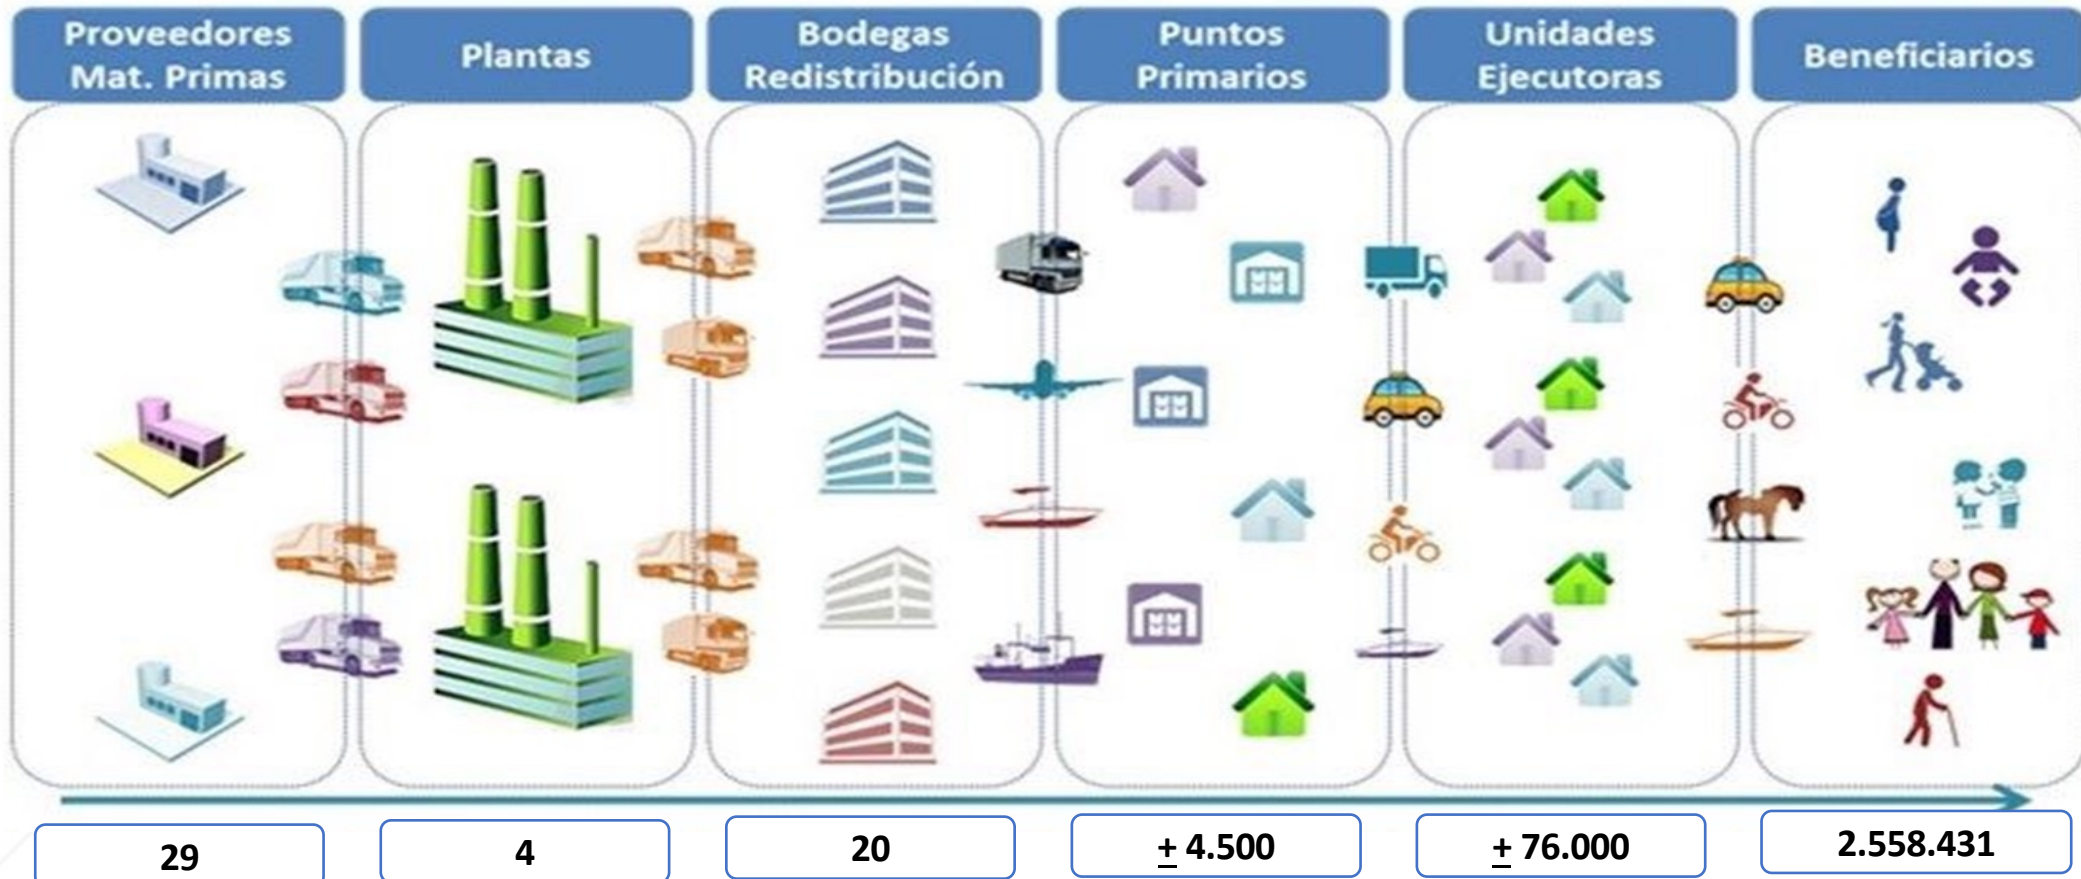 Proveedores
Mat. Primas
Plantas
Bodegas
Redistribución
Puntos
Primarios
Unidades
Ejecutoras
Beneficiarios
29
4
20
± 4.500
± 76.000
2.558.431